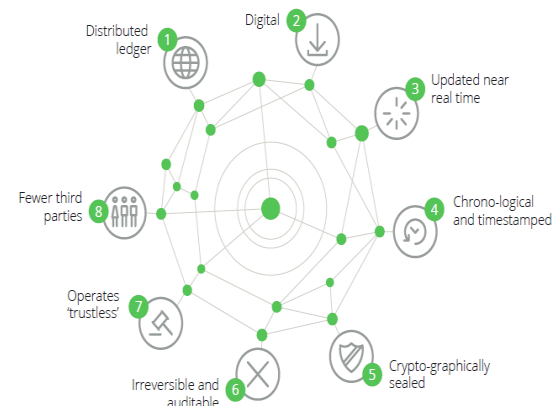 Distributed
ledger
1
Digital
2
3
Updated near
real time
4
Chrono-logical
and timestamped
5
Crypto-graphically
sealed
6
Irreversible and
auditable
7
Operates
'trustless'
8
Fewer third
parties